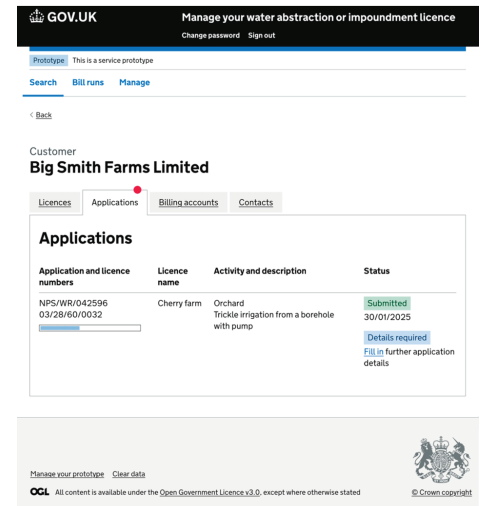 GOV.UK
Manage your water abstraction or impoundment licence
Change password Sign out
Prototype This is a service prototype
Search Bill runs Manage
< Back
Customer
Big Smith Farms Limited
Licences Applications Billing accounts Contacts
Applications
Application and licence numbers Licence name Activity and description Status
NPS/WR/042596
03/28/60/0032
Cherry farm
Orchard
Trickle irrigation from a borehole
with pump
Submitted
30/01/2025
Details required
Fill in further application
details
Manage your prototype Clear data
OGL All content is available under the Open Government Licence v3.0, except where otherwise stated
© Crown copyright